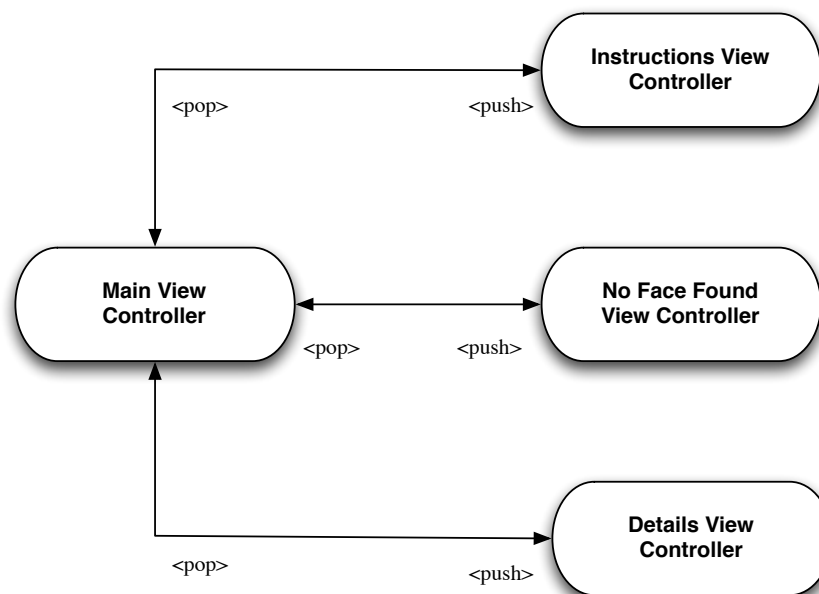 Instructions View
Controller
<pop>
<push>
Main View
Controller
No Face Found
View Controller
<pop>
<push>
Details View
Controller
<pop>
<push>